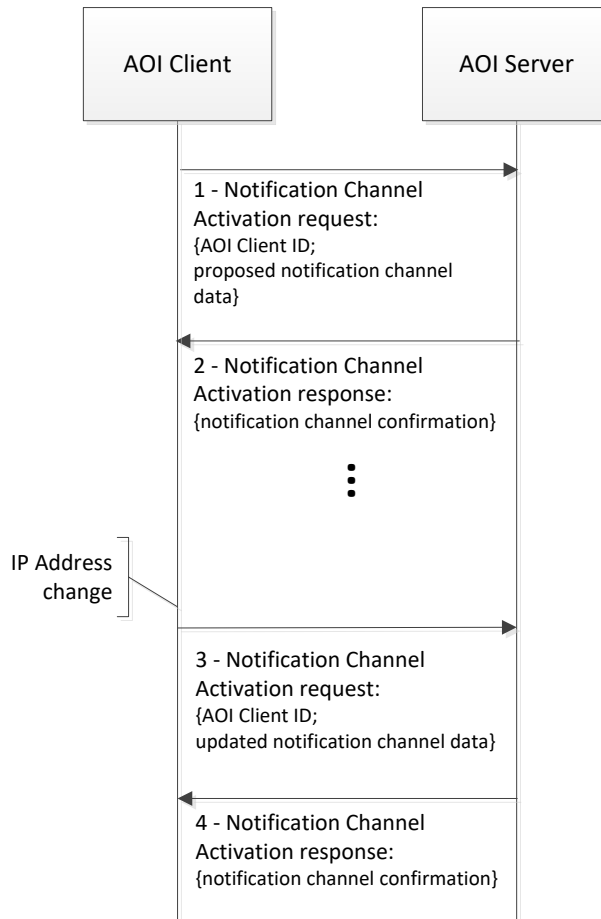 AOI Client
AOI Server
1 - Notification Channel
Activation request:
{AOI Client ID;
proposed notification channel
data}
2 - Notification Channel
Activation response:
{notification channel confirmation}
IP Address
change
3 - Notification Channel
Activation request:
{AOI Client ID;
updated notification channel data}
4 - Notification Channel
Activation response:
{notification channel confirmation}